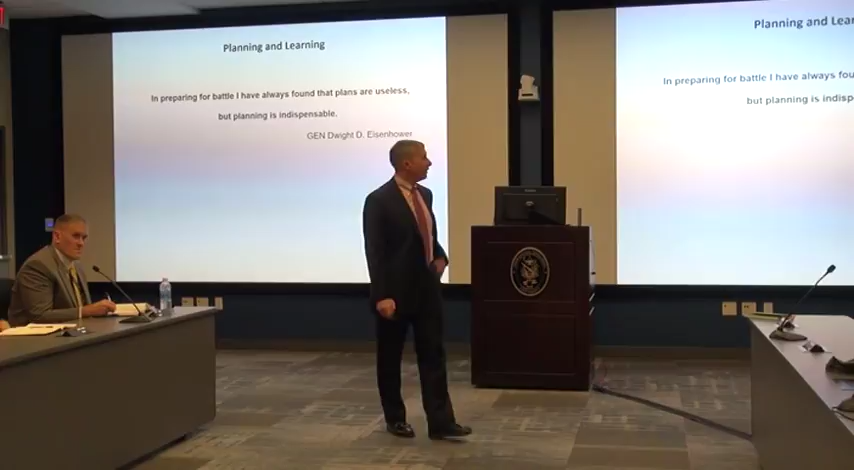 Planning and Learning
In preparing for battle I have always found that plans are useless,
but planning is indispensable.
GEN Dwight D. Eisenhower
Planning and Lear
In preparing for battle I have always fou
but planning is indisp